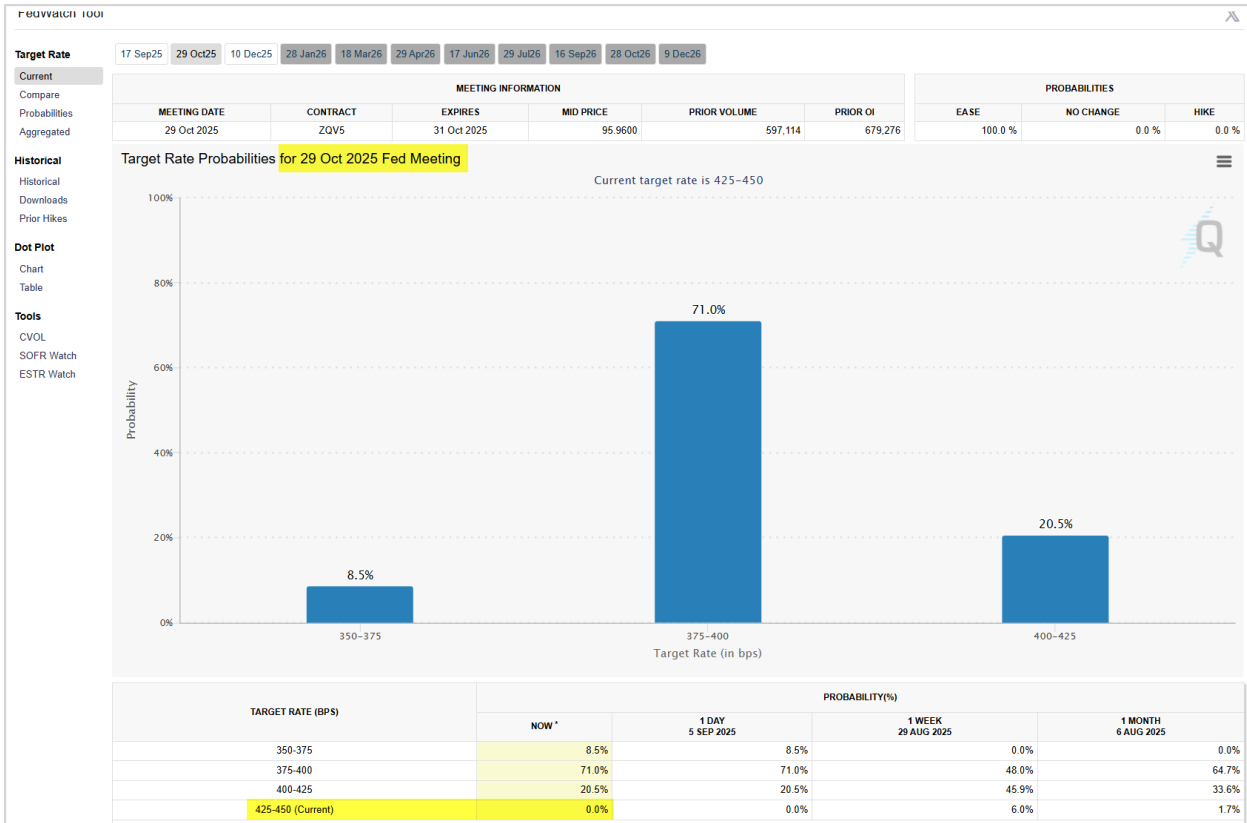 FedWatch Tool
Target Rate
Current
Compare
Probabilities
Aggregated
Historical
Historical
Downloads
Prior Hikes
Dot Plot
Chart
Table
Tools
CVOL
SOFR Watch
ESTR Watch
17 Sep25 29 Oct25 10 Dec25 28 Jan26 18 Mar26 29 Apr26 17 Jun26 29 Jul26 16 Sep26 28 Oct26 9 Dec26
MEETING INFORMATION
MEETING DATE CONTRACT EXPIRES MID PRICE PRIOR VOLUME PRIOR OI
29 Oct 2025 ZQV5 31 Oct 2025 95.9600 597,114 679,276
PROBABILITIES
EASE NO CHANGE HIKE
100.0 % 0.0 % 0.0 %
Target Rate Probabilities for 29 Oct 2025 Fed Meeting
Current target rate is 425–450
Probability
100%
80%
60%
40%
20%
0%
8.5%
71.0%
20.5%
350–375 375–400 400–425
Target Rate (in bps)
Q
TARGET RATE (BPS) PROBABILITY(%)
NOW * 1 DAY 1 WEEK 1 MONTH
5 SEP 2025 29 AUG 2025 6 AUG 2025
350-375 8.5% 8.5% 0.0% 0.0%
375-400 71.0% 71.0% 48.0% 64.7%
400-425 20.5% 20.5% 45.9% 33.6%
425-450 (Current) 0.0% 0.0% 6.0% 1.7%